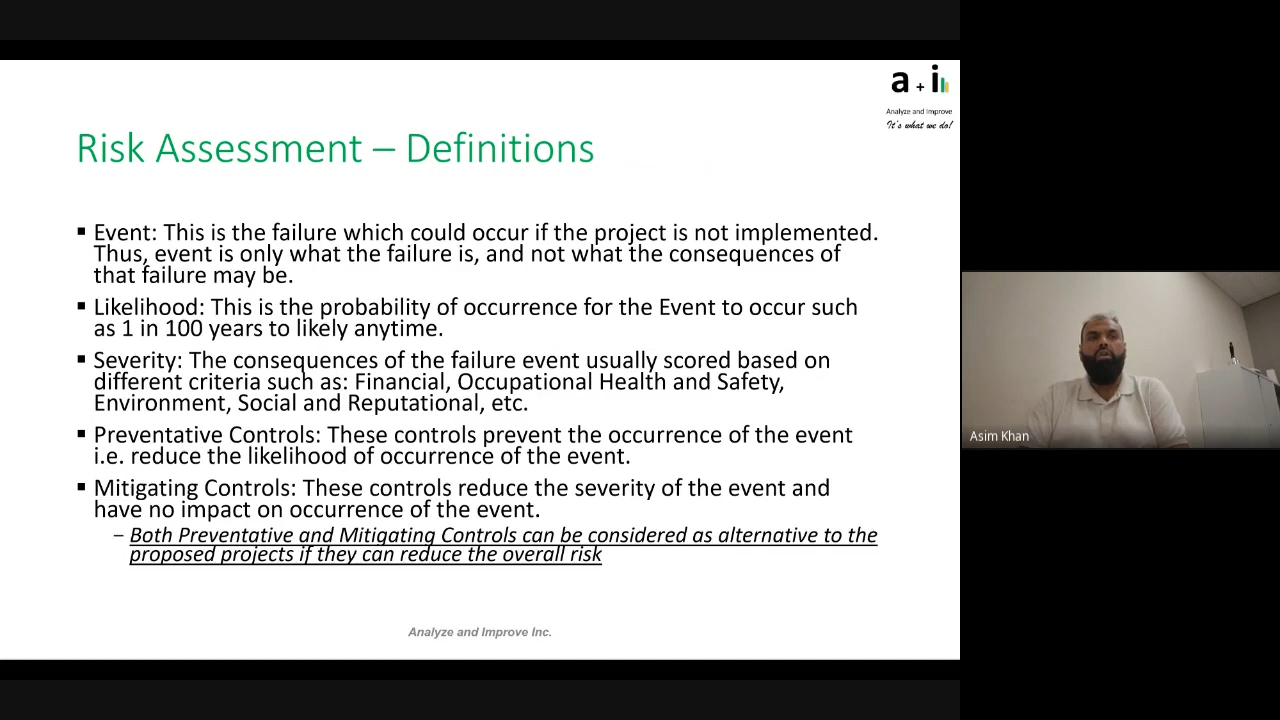 a + i
Analyze and Improve
It's what we do!
Risk Assessment – Definitions
▪ Event: This is the failure which could occur if the project is not implemented.
Thus, event is only what the failure is, and not what the consequences of
that failure may be.
▪ Likelihood: This is the probability of occurrence for the Event to occur such
as 1 in 100 years to likely anytime.
▪ Severity: The consequences of the failure event usually scored based on
different criteria such as: Financial, Occupational Health and Safety,
Environment, Social and Reputational, etc.
▪ Preventative Controls: These controls prevent the occurrence of the event
i.e. reduce the likelihood of occurrence of the event.
▪ Mitigating Controls: These controls reduce the severity of the event and
have no impact on occurrence of the event.
– Both Preventative and Mitigating Controls can be considered as alternative to the
proposed projects if they can reduce the overall risk
Analyze and Improve Inc.
Asim Khan